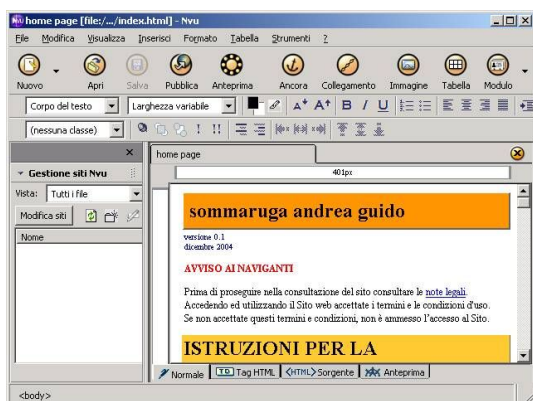 home page [file:/.../index.html] - Nvu
File Modifica Visualizza Inserisci Formato Tabella Strumenti ?
Nuovo Apri Salva Pubblica Anteprima Ancora Collegamento Immagine Tabella Modulo
Corpo del testo Larghezza variabile A A B I U
(nessuna classe) ! !!
home page
Gestione siti Nvu
401px
Vista: Tutti i file
Modifica siti
Nome
sommaruga andrea guido
versione 0.1
dicembre 2004
AVVISO AI NAVIGANTI
Prima di proseguire nella consultazione del sito consultare le note legali.
Accedendo ed utilizzando il Sito web accettate i termini e le condizioni d'uso.
Se non accettate questi termini e condizioni, non è ammesso l'accesso al Sito.
ISTRUZIONI PER LA
Normale TD Tag HTML <HTML> Sorgente Anteprima
<body>